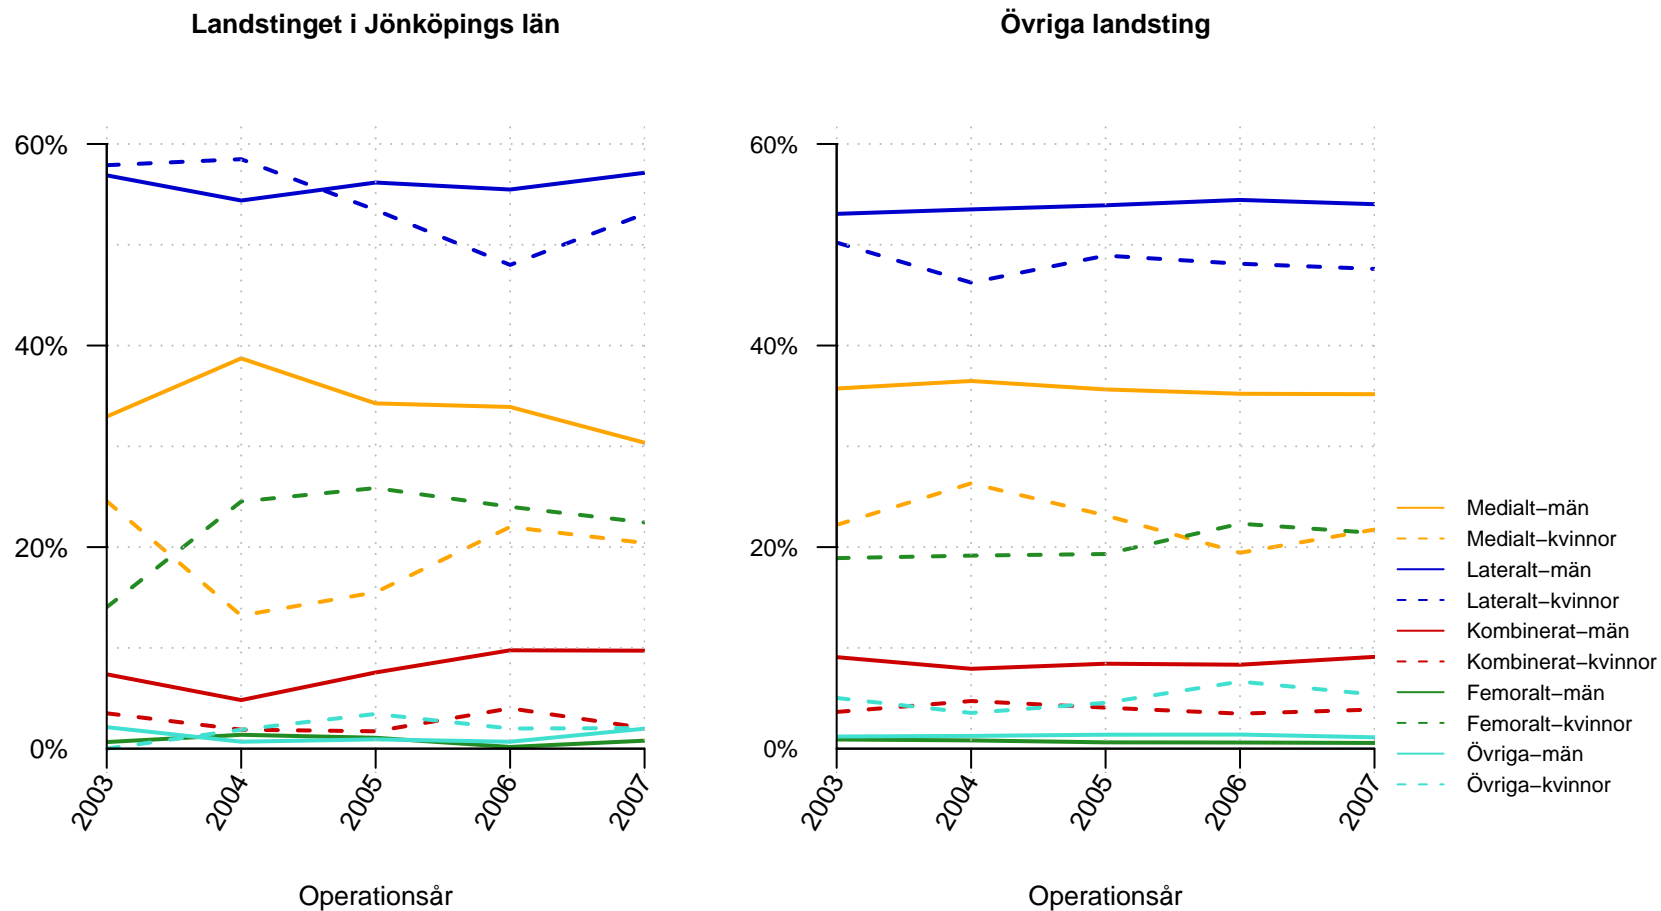 Landstinget i Jönköpings län
60%
40%
20%
0%
2003
2004
2005
2006
2007
Operationsår
Övriga landsting
60%
40%
20%
0%
2003
2004
2005
2006
2007
Operationsår
Medialt−män
Medialt−kvinnor
Lateralt−män
Lateralt−kvinnor
Kombinerat−män
Kombinerat−kvinnor
Femoralt−män
Femoralt−kvinnor
Övriga−män
Övriga−kvinnor